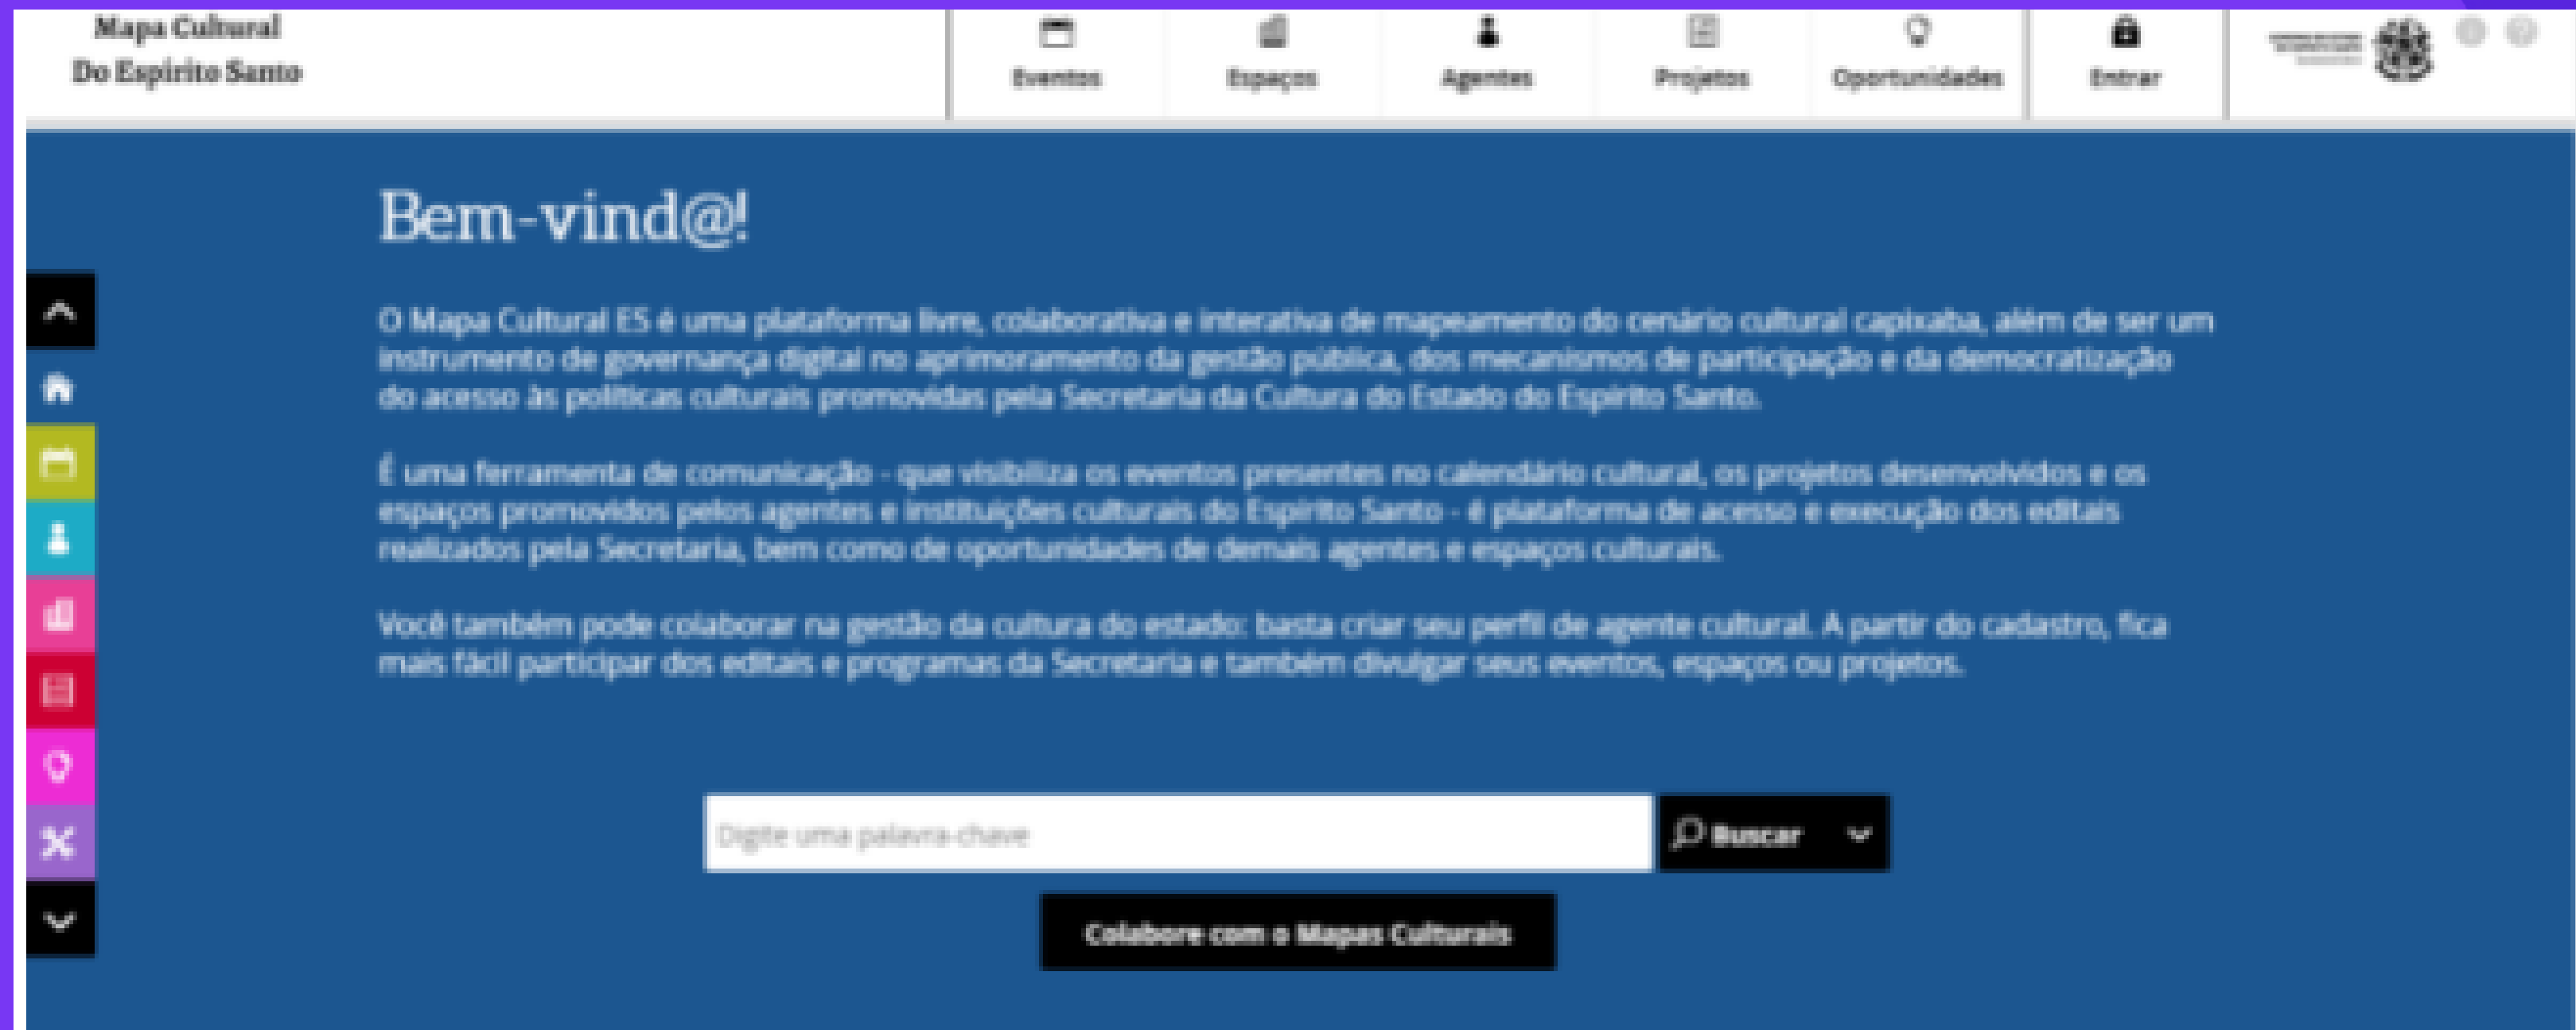 Mapa Cultural
Do Espírito Santo
Eventos
Espaços
Agentes
Projetos
Oportunidades
Entrar
Bem-vind@!
O Mapa Cultural ES é uma plataforma livre, colaborativa e interativa de mapeamento do cenário cultural capixaba, além de ser um
instrumento de governança digital no aprimoramento da gestão pública, dos mecanismos de participação e da democratização
do acesso às políticas culturais promovidas pela Secretaria da Cultura do Estado do Espírito Santo.
É uma ferramenta de comunicação - que visibiliza os eventos presentes no calendário cultural, os projetos desenvolvidos e os
espaços promovidos pelos agentes e instituições culturais do Espírito Santo - é plataforma de acesso e execução dos editais
realizados pela Secretaria, bem como de oportunidades de demais agentes e espaços culturais.
Você também pode colaborar na gestão da cultura do estado: basta criar seu perfil de agente cultural. A partir do cadastro, fica
mais fácil participar dos editais e programas da Secretaria e também divulgar seus eventos, espaços ou projetos.
Digite uma palavra-chave
Buscar
Colabore com o Mapas Culturais